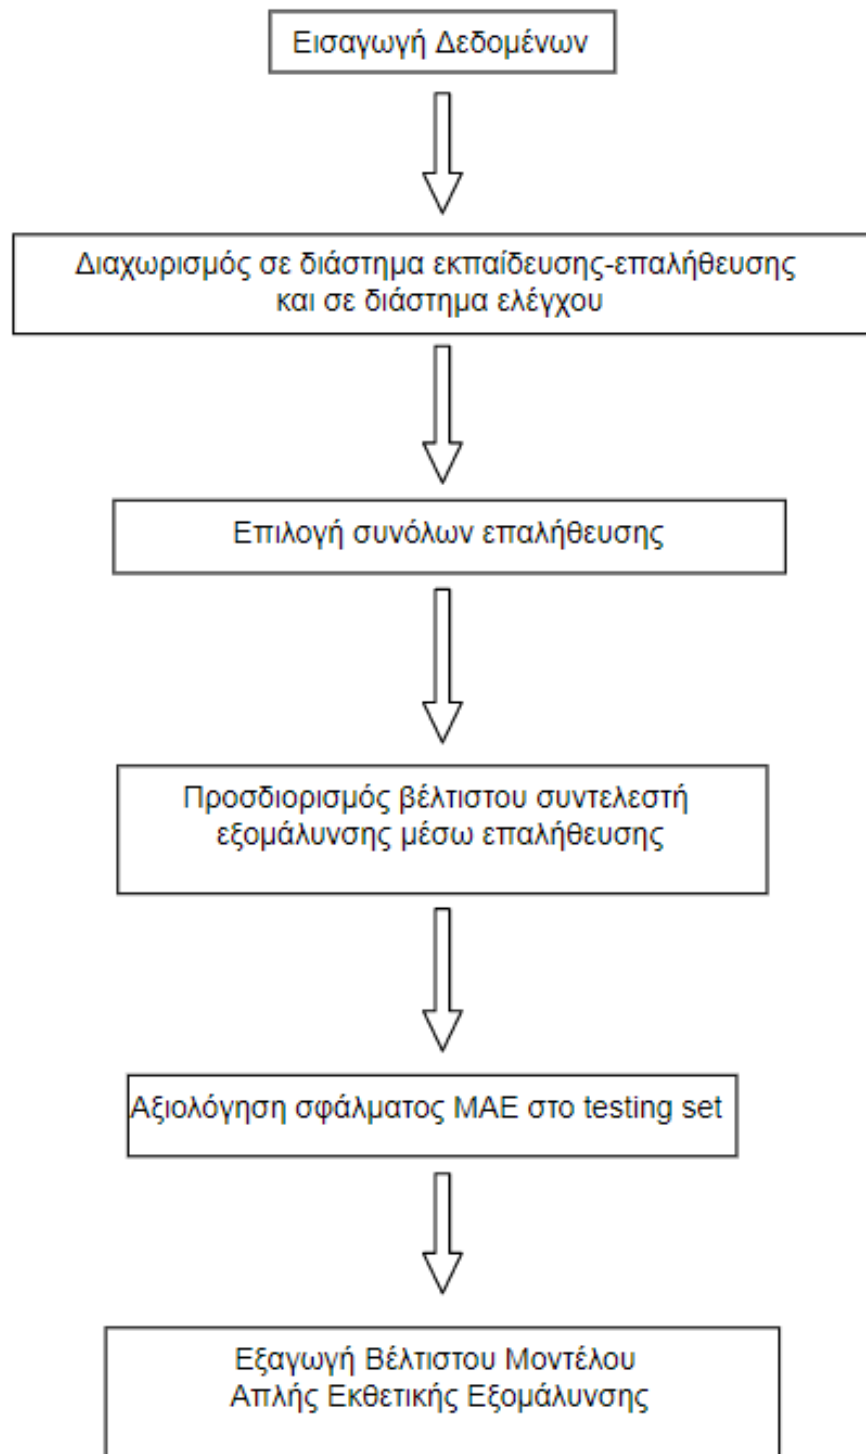 Εισαγωγή Δεδομένων
Διαχωρισμός σε διάστημα εκπαίδευσης-επαλήθευσης
και σε διάστημα ελέγχου
Επιλογή συνόλων επαλήθευσης
Προσδιορισμός βέλτιστου συντελεστή
εξομάλυνσης μέσω επαλήθευσης
Αξιολόγηση σφάλματος MAE στο testing set
Εξαγωγή Βέλτιστου Μοντέλου
Απλής Εκθετικής Εξομάλυνσης